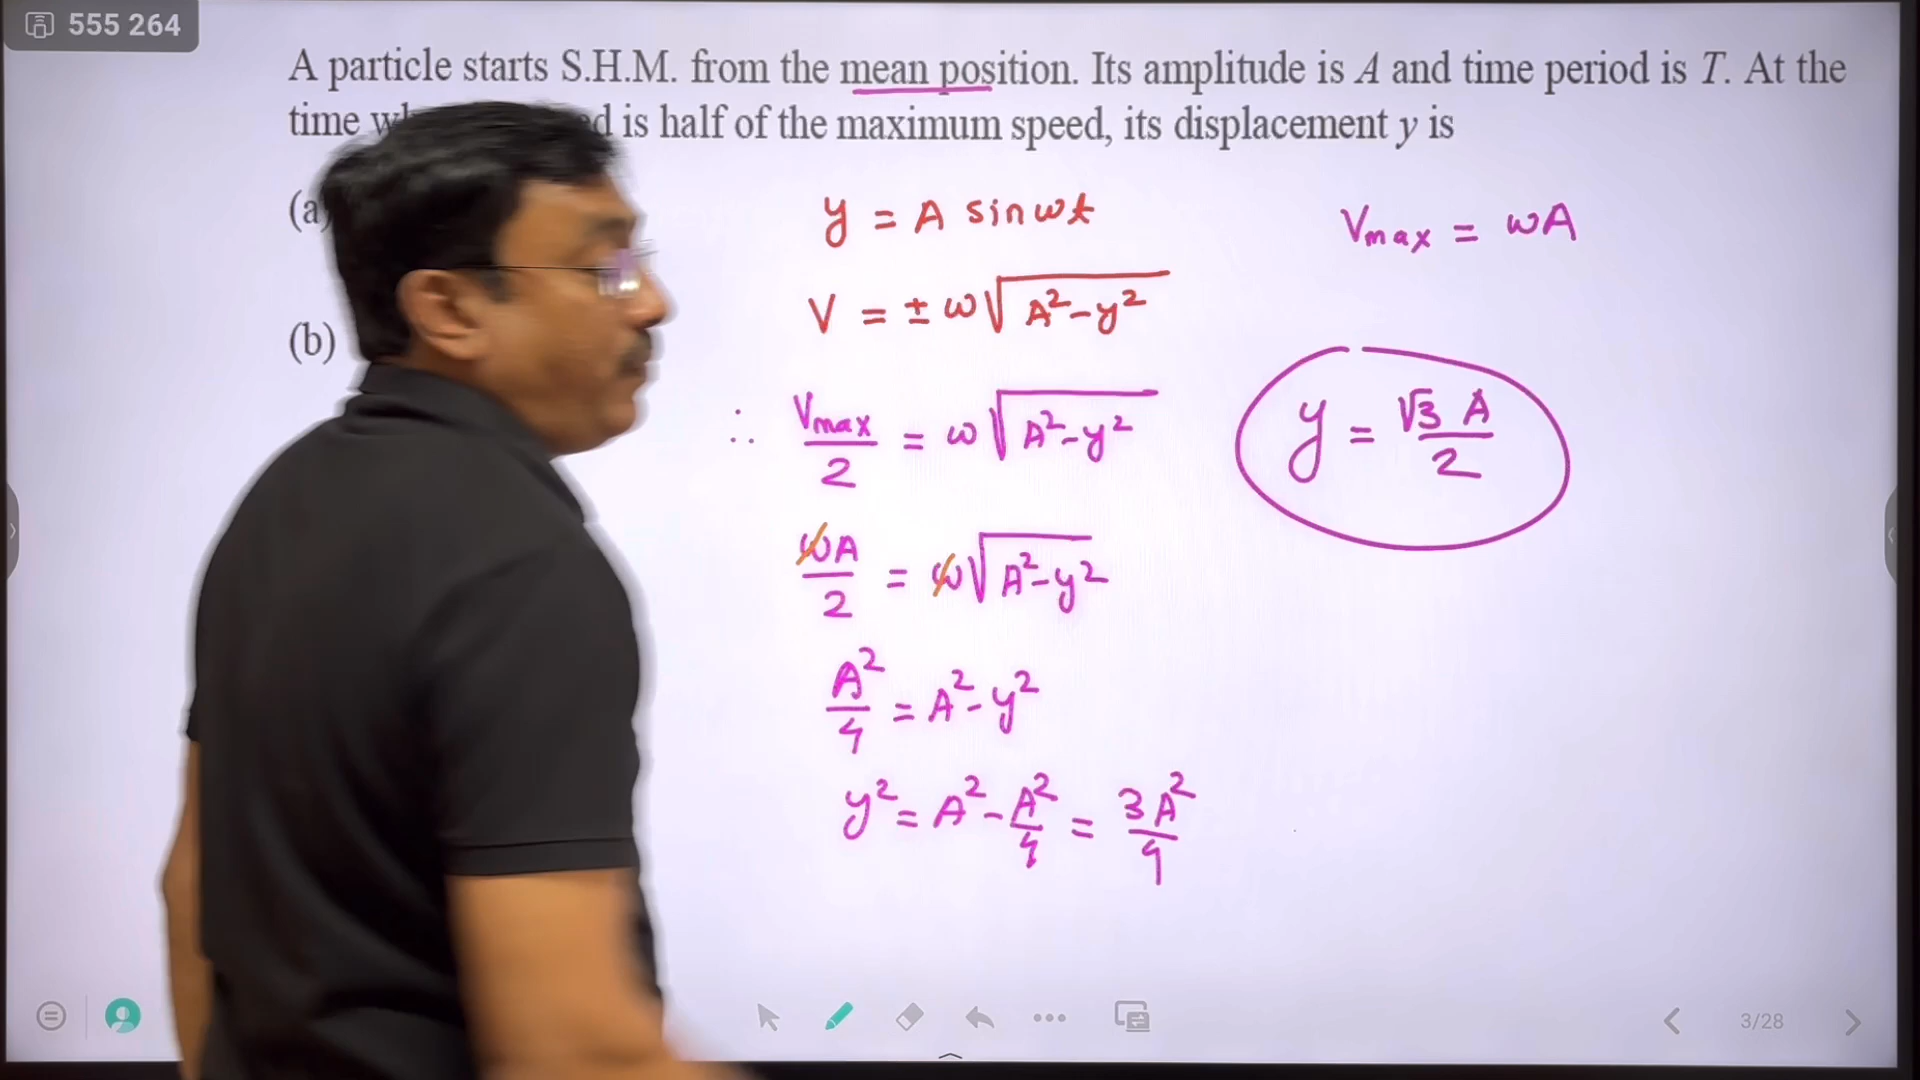 555 264
A particle starts S.H.M. from the mean position. Its amplitude is A and time period is T. At the
time is half of the maximum speed, its displacement y is
(a)
y = A sin ωt
V = ± ω√(A²-y²)
∴ Vmax/2 = ω√(A²-y²)
ωA/2 = ω√(A²-y²)
A²/4 = A²-y²
y² = A² - A²/4 = 3A²/4
(b)
Vmax = ωA
y = √3 A/2
3/28